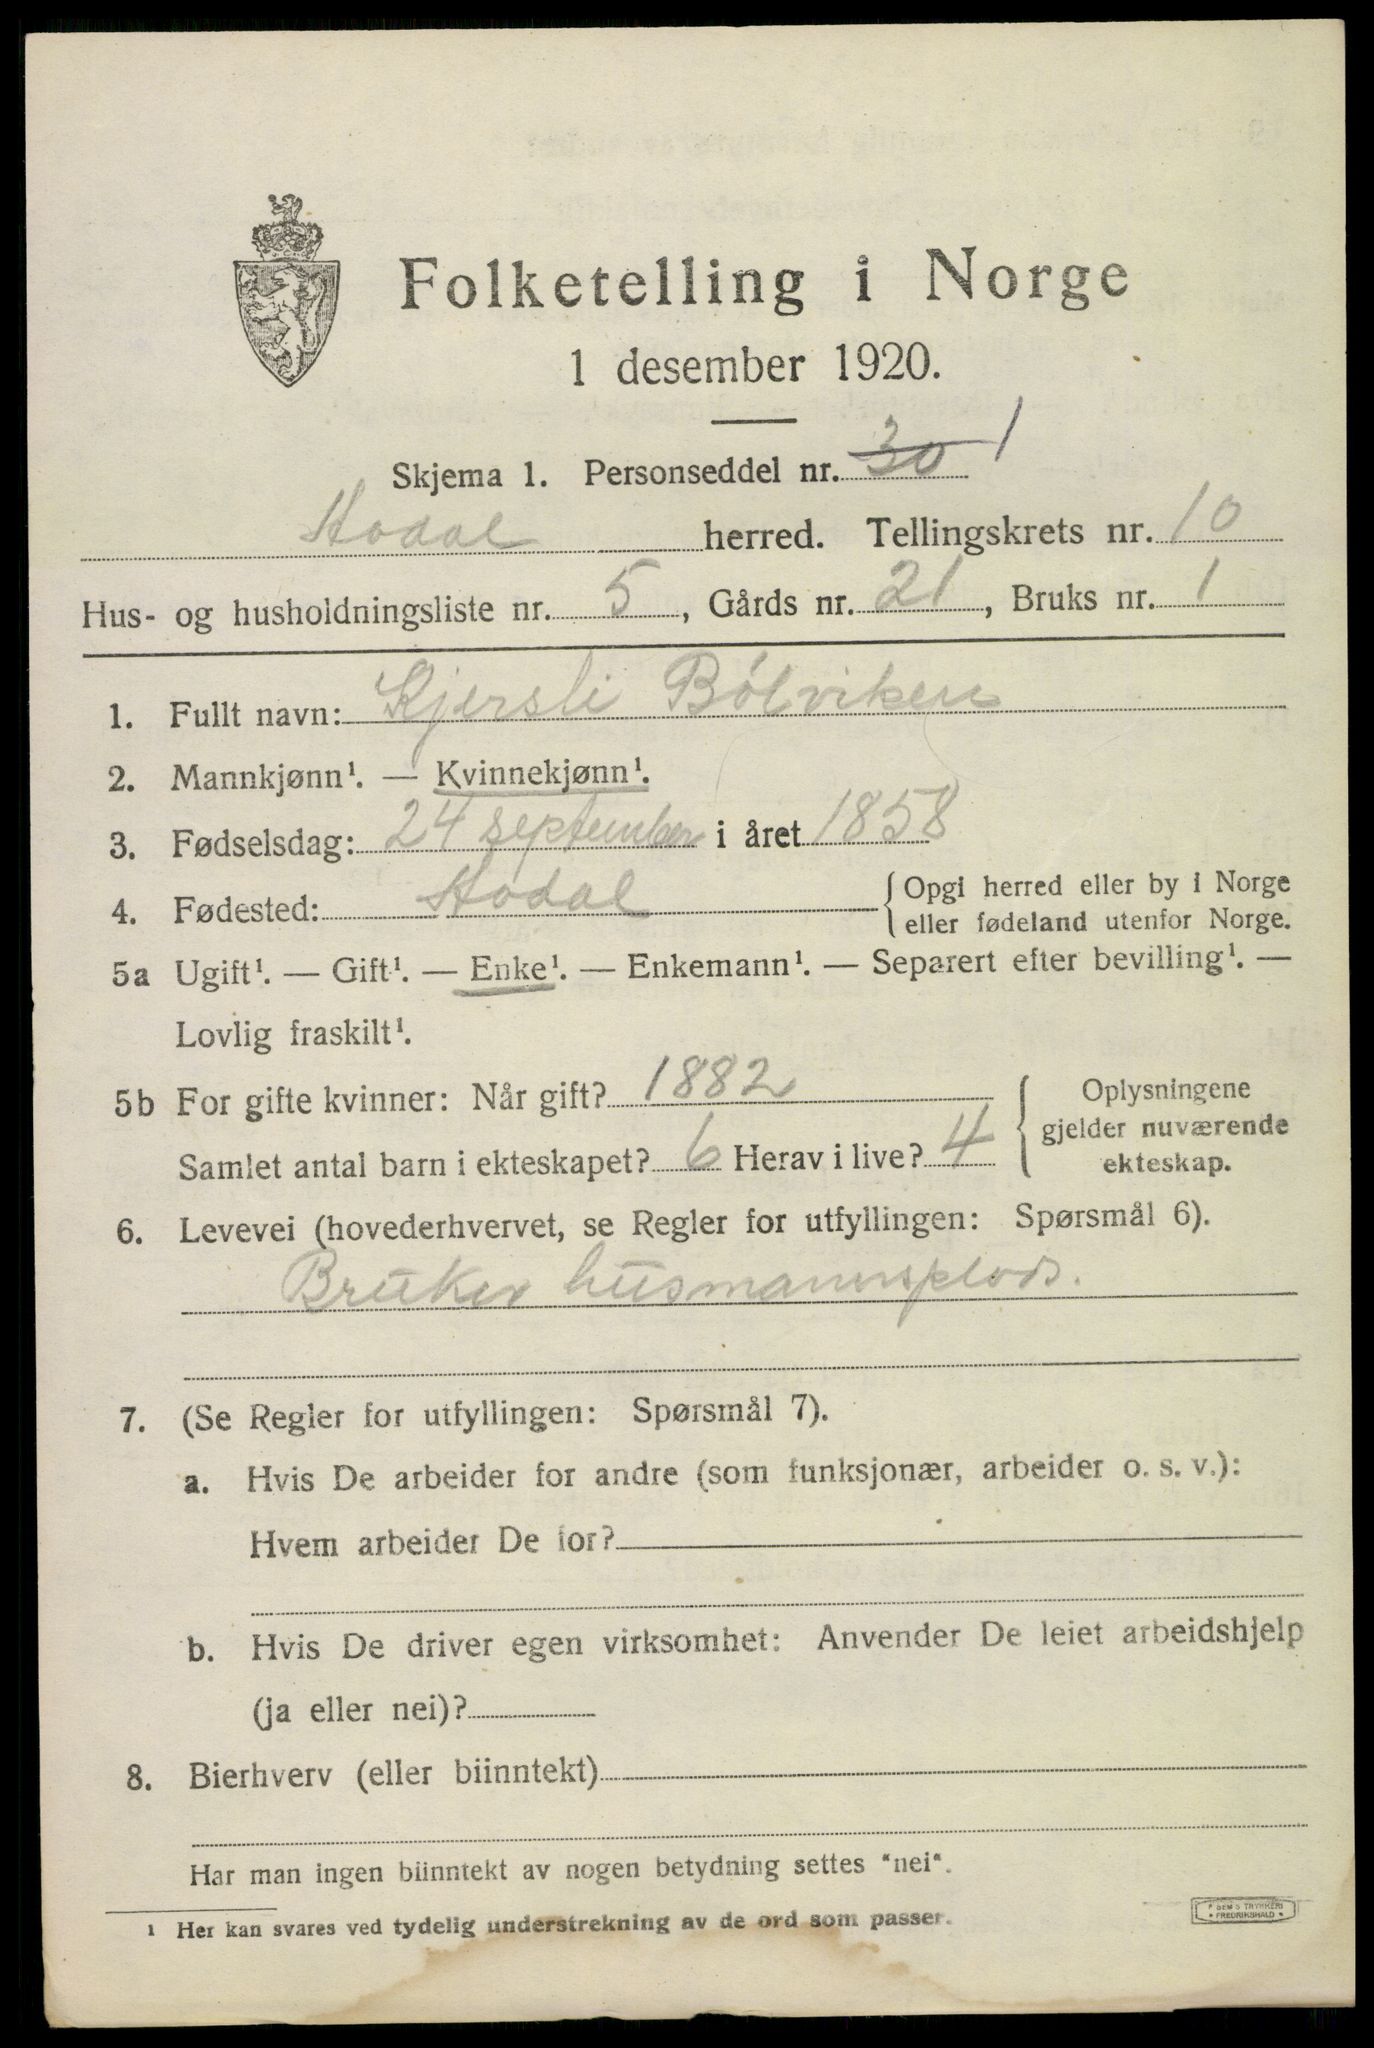 Folketelling i Norge
1 desember 1920.
Skjema 1. Personseddel nr. 30 1
Hodal herred. Tellingskrets nr. 10
Hus- og husholdningsliste nr. 5, Gårds nr. 21, Bruks nr. 1
1. Fullt navn: Kjersti Bölviken
2. Mannkjønn¹. — Kvinnekjønn¹.
3. Fødselsdag: 24 september i året 1858
4. Fødested: Hodal { Opgi herred eller by i Norge
eller fødeland utenfor Norge.
5a Ugift¹. — Gift¹. — Enke¹. — Enkemann¹. — Separert efter bevilling¹. —
Lovlig fraskilt¹.
5b For gifte kvinner: Når gift? 1882 { Oplysningene
gjelder nuværende
Samlet antal barn i ekteskapet? 6 Herav i live? 4 ekteskap.
6. Levevei (hovederhvervet, se Regler for utfyllingen: Spørsmål 6).
Bruker husmannsplads.
7. (Se Regler for utfyllingen: Spørsmål 7).
a. Hvis De arbeider for andre (som funksjonær, arbeider o. s. v.):
Hvem arbeider De for?
b. Hvis De driver egen virksomhet: Anvender De leiet arbeidshjelp
(ja eller nei)?
8. Bierhverv (eller biinntekt)
Har man ingen biinntekt av nogen betydning settes "nei".
¹ Her kan svares ved tydelig understrekning av de ord som passer.
SEM'S TRYKKERI
• FREDRIKSHALD •